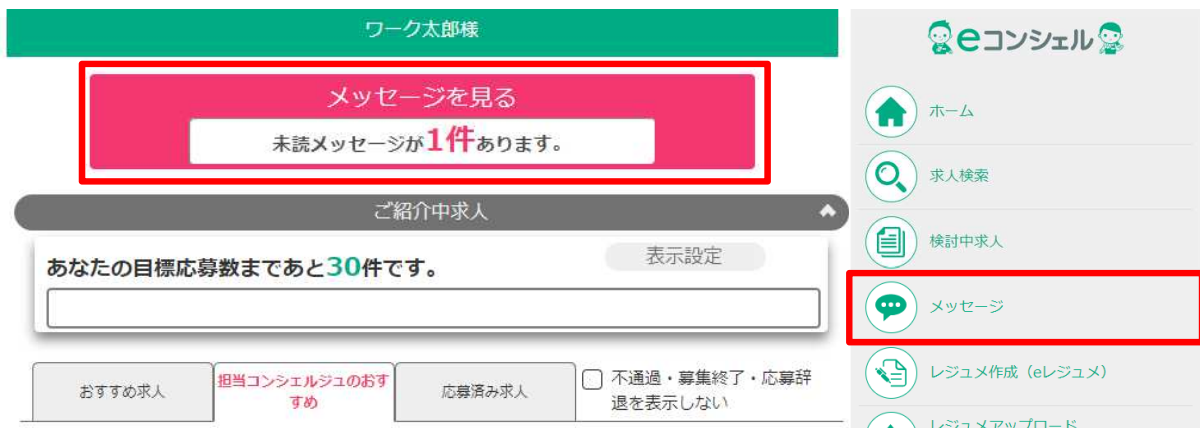 ワーク太郎様
メッセージを見る
未読メッセージが1件あります。
ご紹介中求人
表示設定
あなたの目標応募数まであと30件です。
おすすめ求人
担当コンシェルジュのおす
すめ
応募済み求人
不通過・募集終了・応募辞
退を表示しない
eコンシェル
ホーム
求人検索
検討中求人
メッセージ
レジュメ作成（eレジュメ）
レジュメアップロード